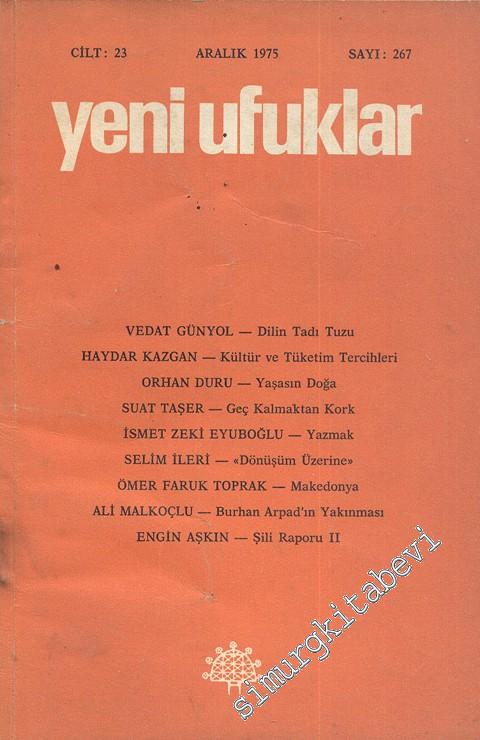 CİLT: 23 ARALIK 1975 SAYI: 267
yeni ufuklar
VEDAT GÜNYOL — Dilin Tadı Tuzu
HAYDAR KAZGAN — Kültür ve Tüketim Tercihleri
ORHAN DURU — Yaşasın Doğa
SUAT TAŞER — Geç Kalmaktan Kork
İSMET ZEKİ EYUBOĞLU — Yazmak
SELİM İLERİ — «Dönüşüm Üzerine»
ÖMER FARUK TOPRAK — Makedonya
ALİ MALKOÇLU — Burhan Arpad'ın Yakınması
ENGİN AŞKIN — Şili Raporu II
simurgkitabevi